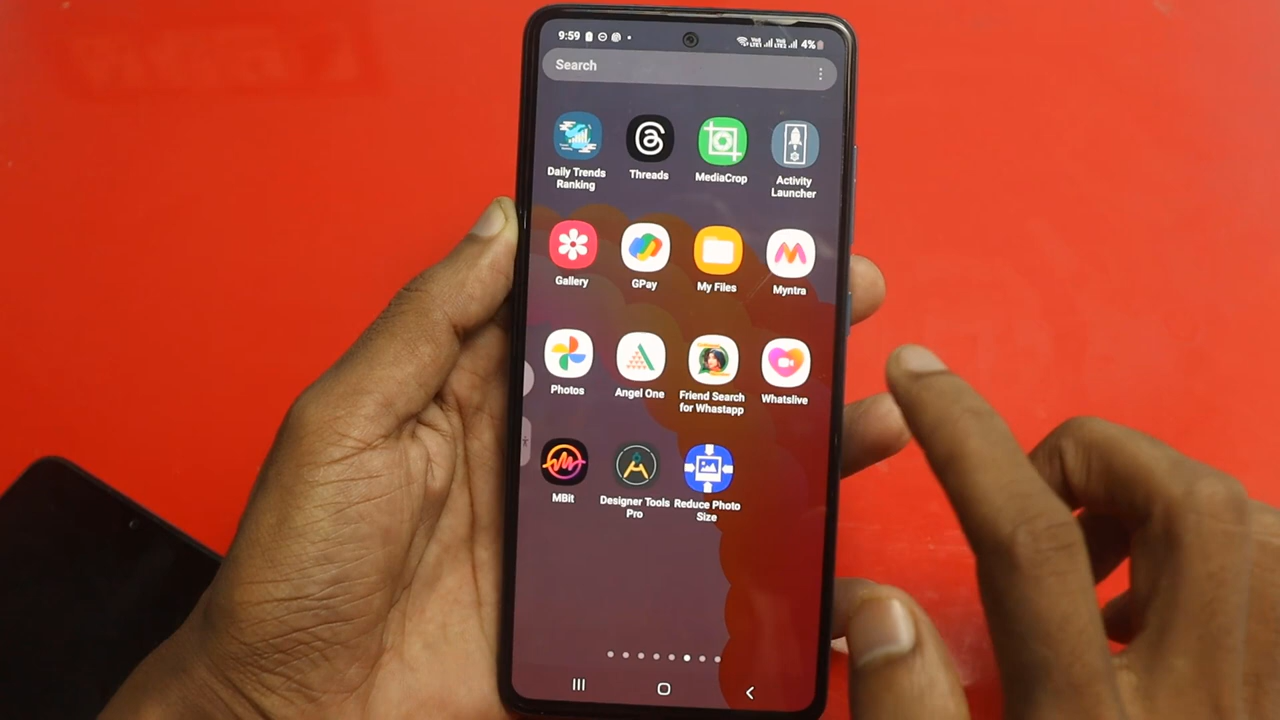 9:59
4%
Search
Daily Trends
Ranking
Threads
MediaCrop
Activity
Launcher
Gallery
GPay
My Files
Myntra
Photos
Angel One
Friend Search
for Whastapp
Whatslive
MBit
Designer Tools
Pro
Reduce Photo
Size